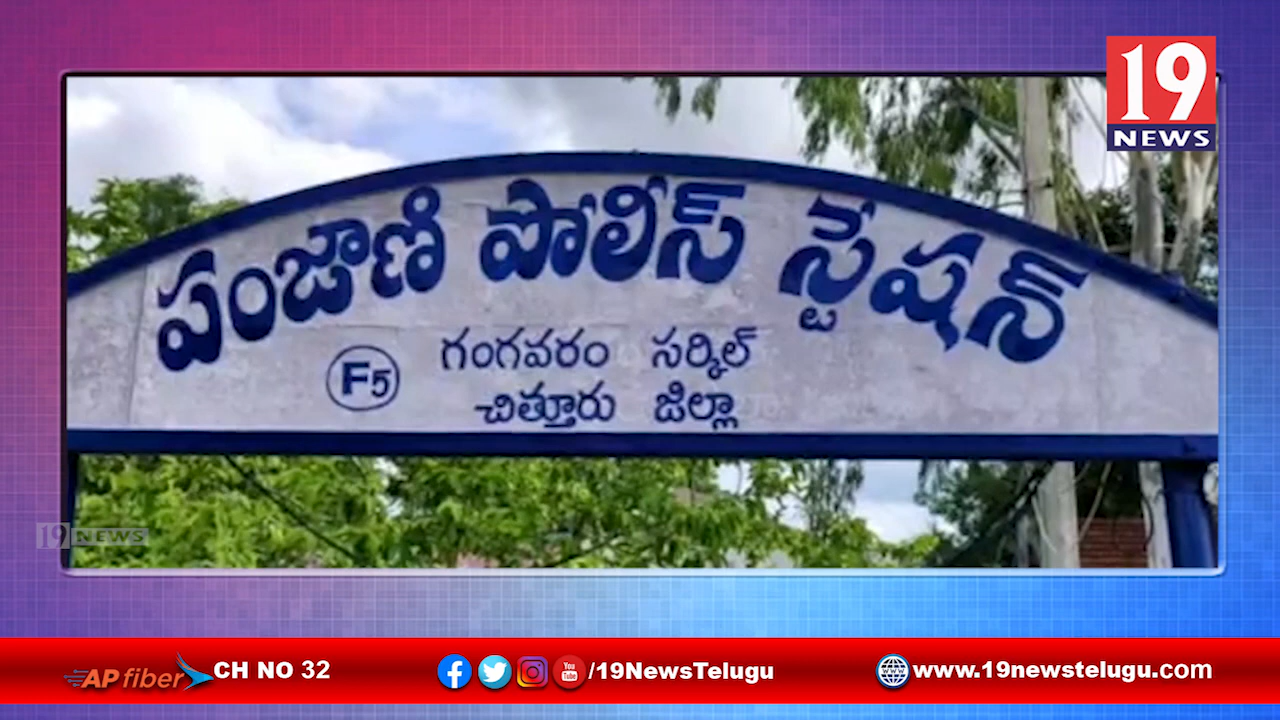 19
NEWS
పంజాణి పోలీస్ స్టేషన్
F5
గంగవరం సర్కిల్
చిత్తూరు జిల్లా
19 NEWS
AP fiber CH NO 32
/19NewsTelugu
www.19newstelugu.com